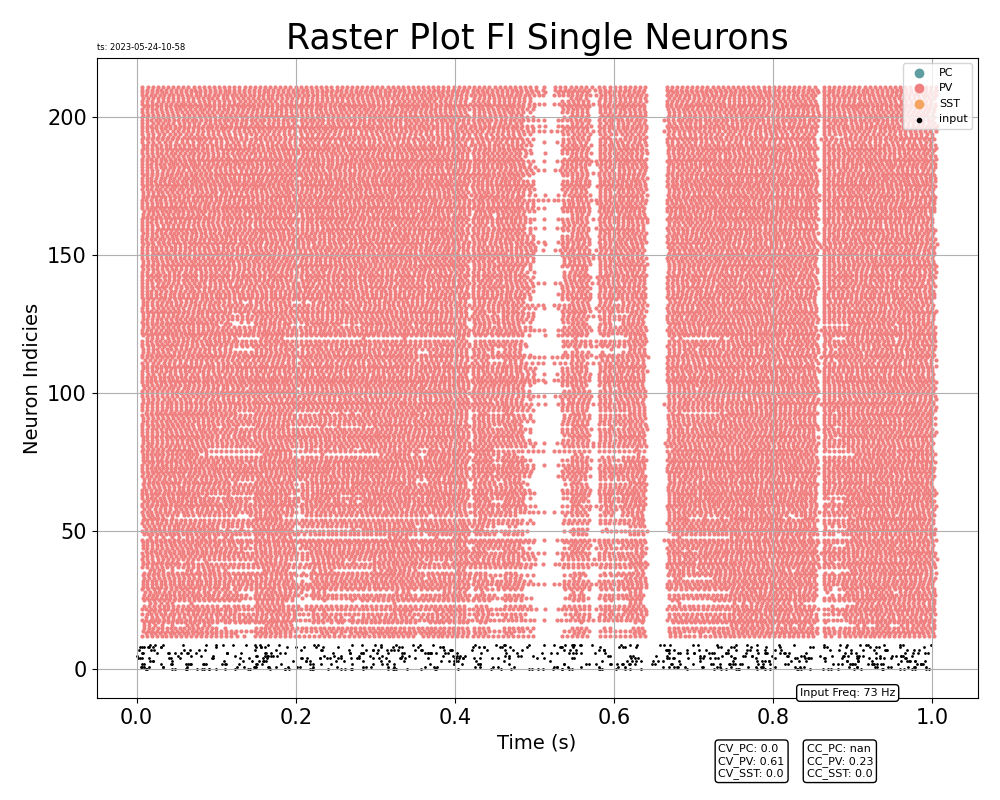 Raster Plot FI Single Neurons
ts: 2023-05-24-10-58
PC
PV
SST
input
200
150
100
50
0
Neuron Indicies
0.0 0.2 0.4 0.6 0.8 1.0
Time (s)
Input Freq: 73 Hz
CV_PC: 0.0
CV_PV: 0.61
CV_SST: 0.0
CC_PC: nan
CC_PV: 0.23
CC_SST: 0.0